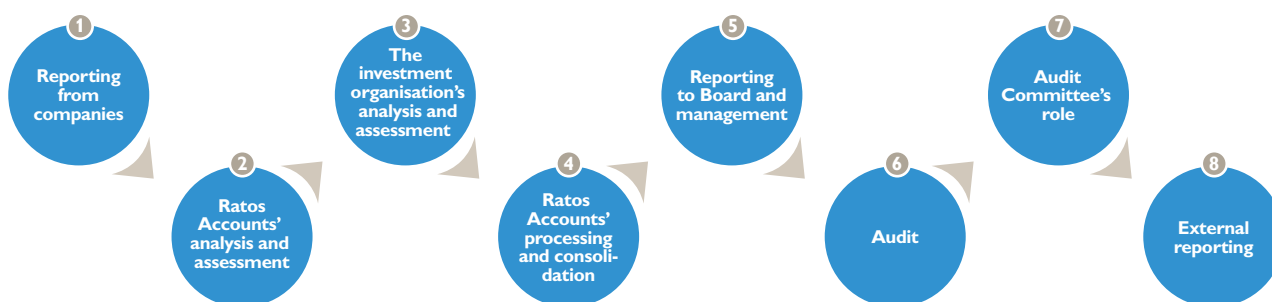 1
Reporting
from
companies
2
Ratos
Accounts’
analysis and
assessment
3
The
investment
organisation’s
analysis and
assessment
4
Ratos
Accounts’
processing
and consoli-
dation
5
Reporting
to Board and
management
6
Audit
7
Audit
Committee’s
role
8
External
reporting